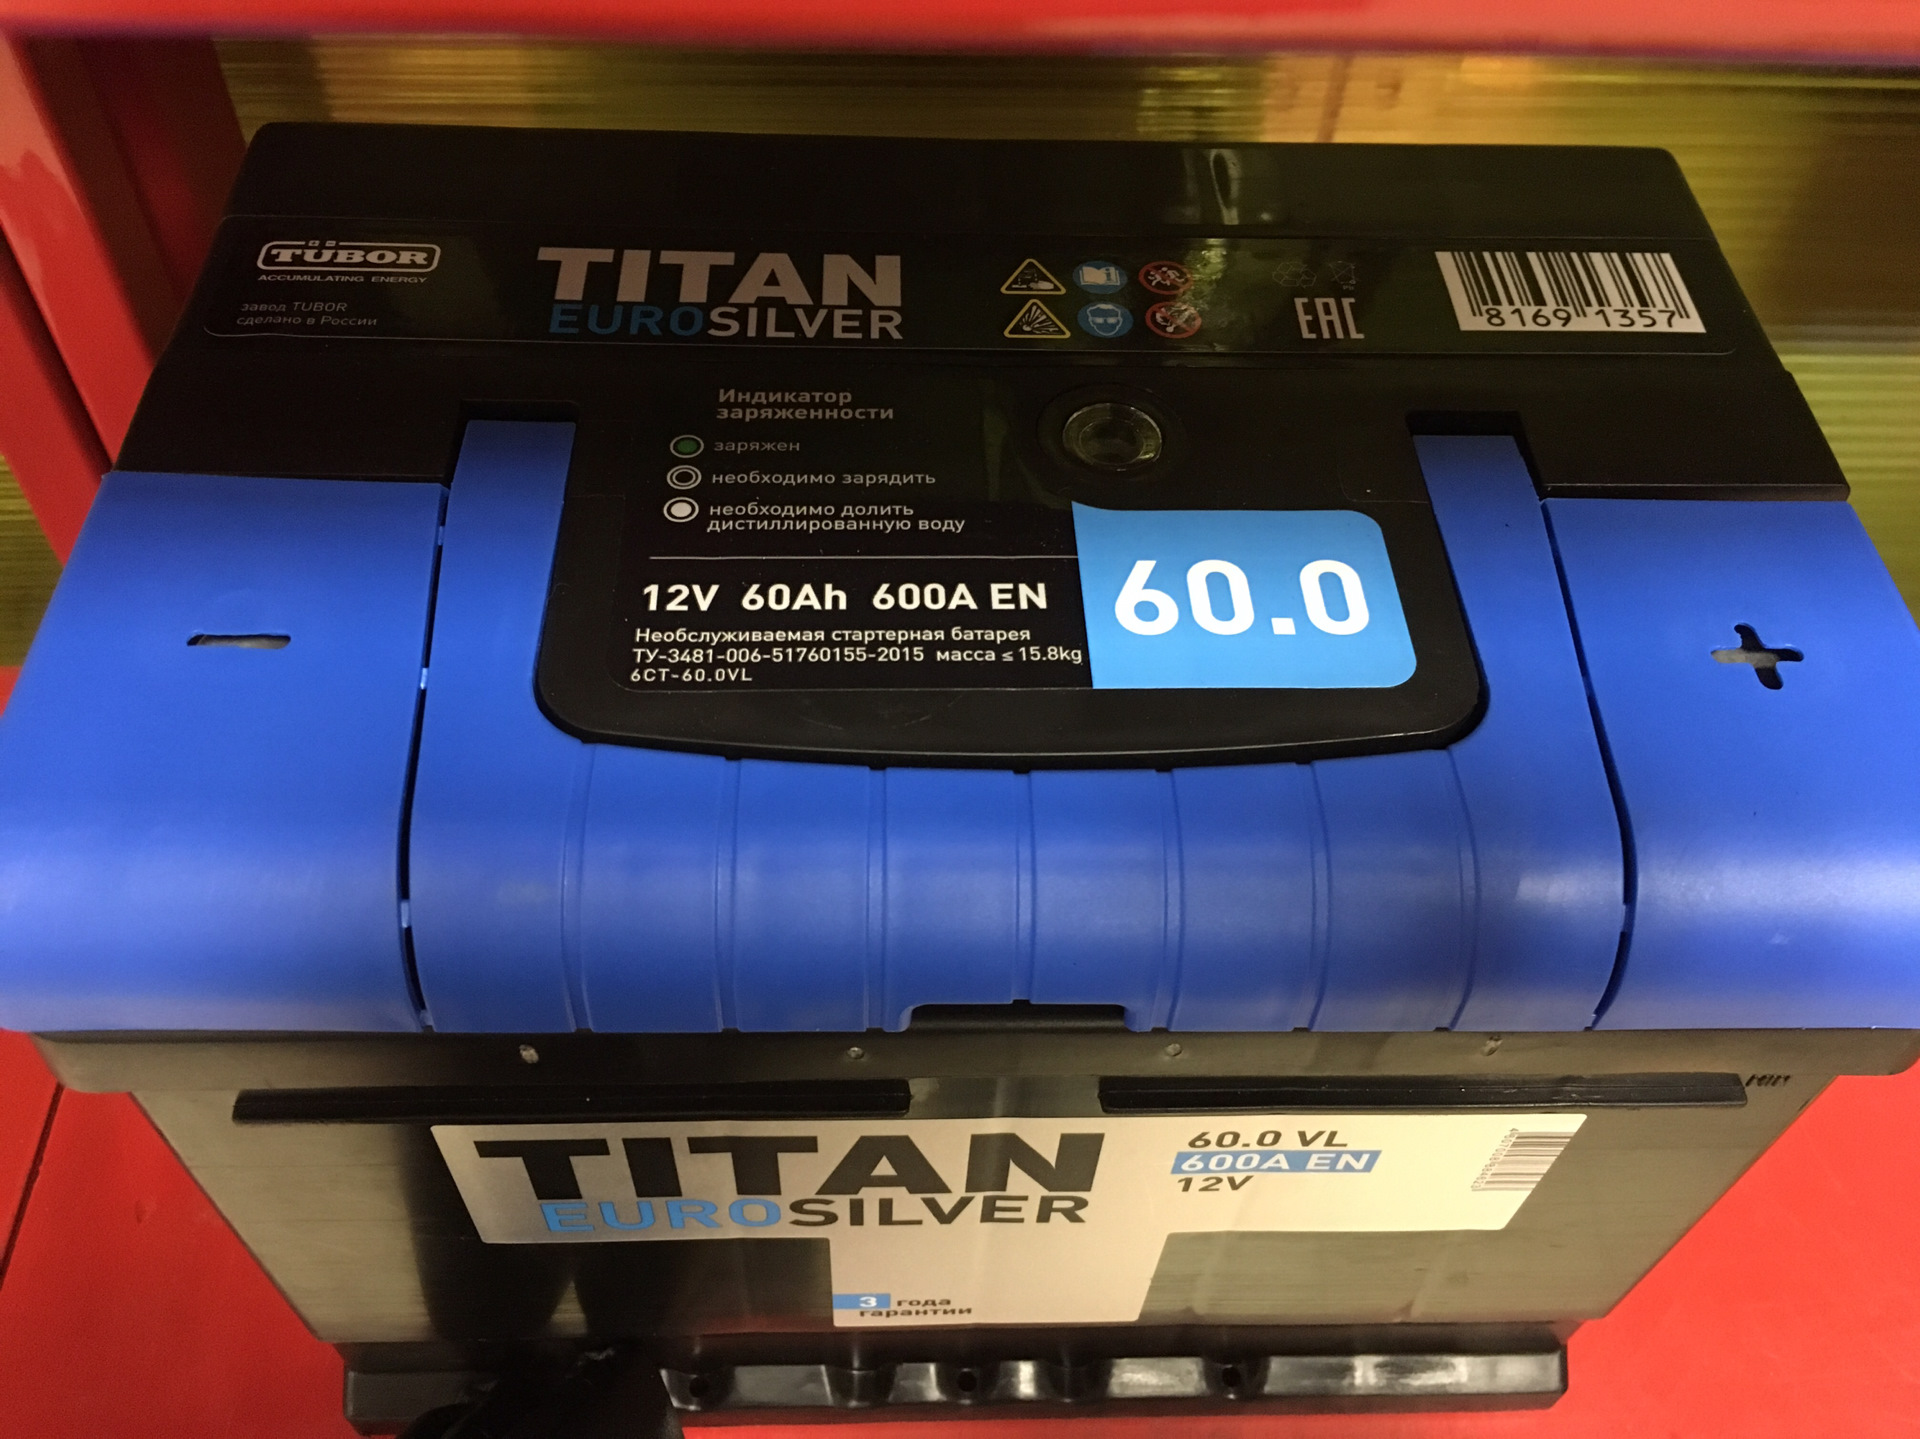 TUBOR
ACCUMULATING ENERGY
завод TUBOR
сделано в России
TITAN
EUROSILVER
EAC
8169 1357
Индикатор
заряженности
заряжен
необходимо зарядить
необходимо долить
дистиллированную воду
12V 60Ah 600A EN
60.0
Необслуживаемая стартерная батарея
ТУ-3481-006-51760155-2015 масса ≤ 15.8kg
6СТ-60.0VL
TITAN
EUROSILVER
60.0 VL
600A EN
12V
3 года
гарантии